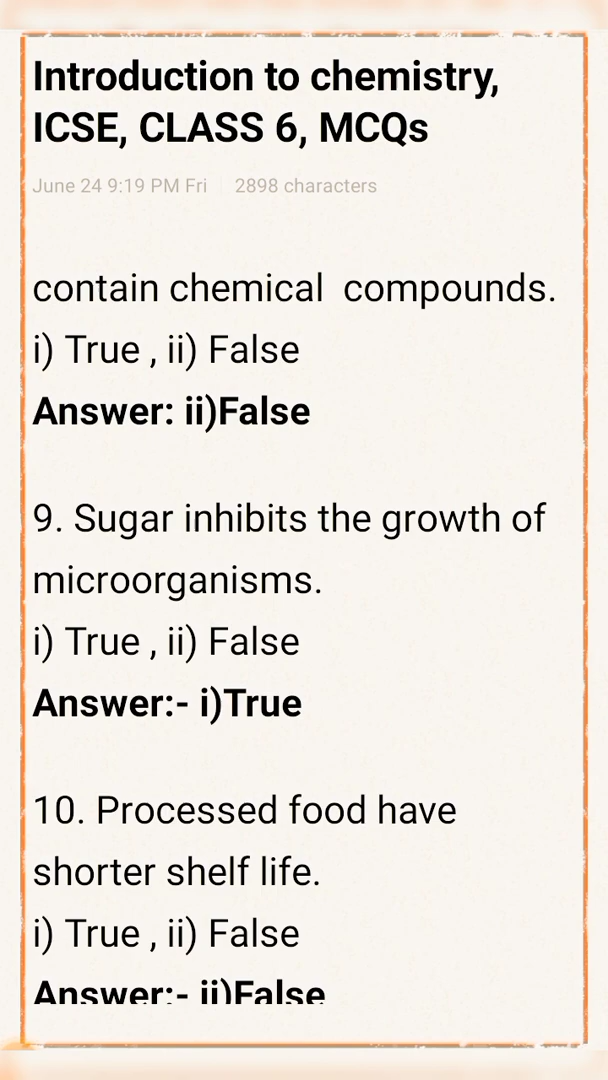 Introduction to chemistry,
ICSE, CLASS 6, MCQs
June 24 9:19 PM Fri | 2898 characters
contain chemical  compounds.
i) True , ii) False
Answer: ii)False
9. Sugar inhibits the growth of
microorganisms.
i) True , ii) False
Answer:- i)True
10. Processed food have
shorter shelf life.
i) True , ii) False
Answer:- ii)False